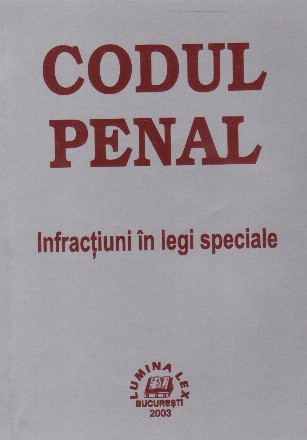 CODUL
PENAL
Infracțiuni în legi speciale
LUMINA LEX
BUCUREȘTI
2003